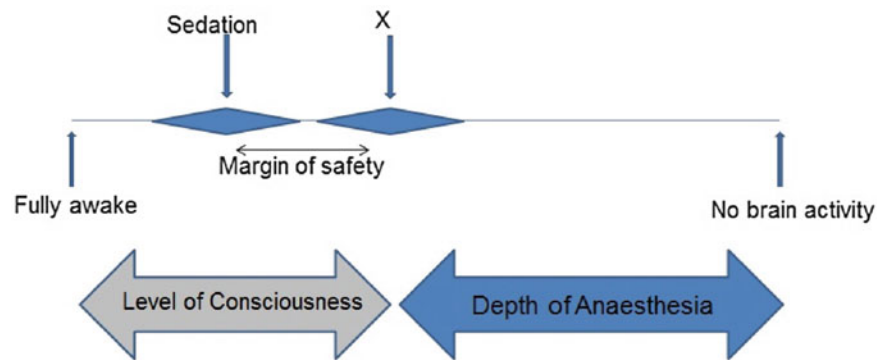 Sedation
X
Margin of safety
Fully awake
No brain activity
Level of Consciousness
Depth of Anaesthesia